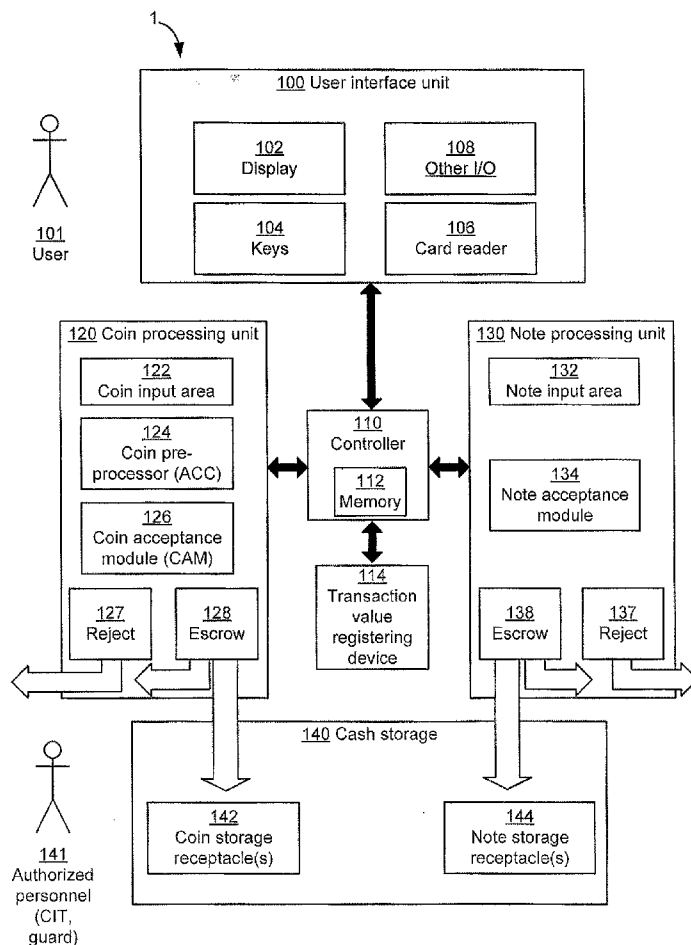 1
100 User interface unit
102
Display
108
Other I/O
104
Keys
106
Card reader
101
User
120 Coin processing unit
122
Coin input area
124
Coin pre-
processor (ACC)
126
Coin acceptance
module (CAM)
127
Reject
128
Escrow
110
Controller
112
Memory
114
Transaction
value
registering
device
130 Note processing unit
132
Note input area
134
Note acceptance
module
138
Escrow
137
Reject
140 Cash storage
142
Coin storage
receptacle(s)
144
Note storage
receptacle(s)
141
Authorized
personnel
(CIT,
guard)